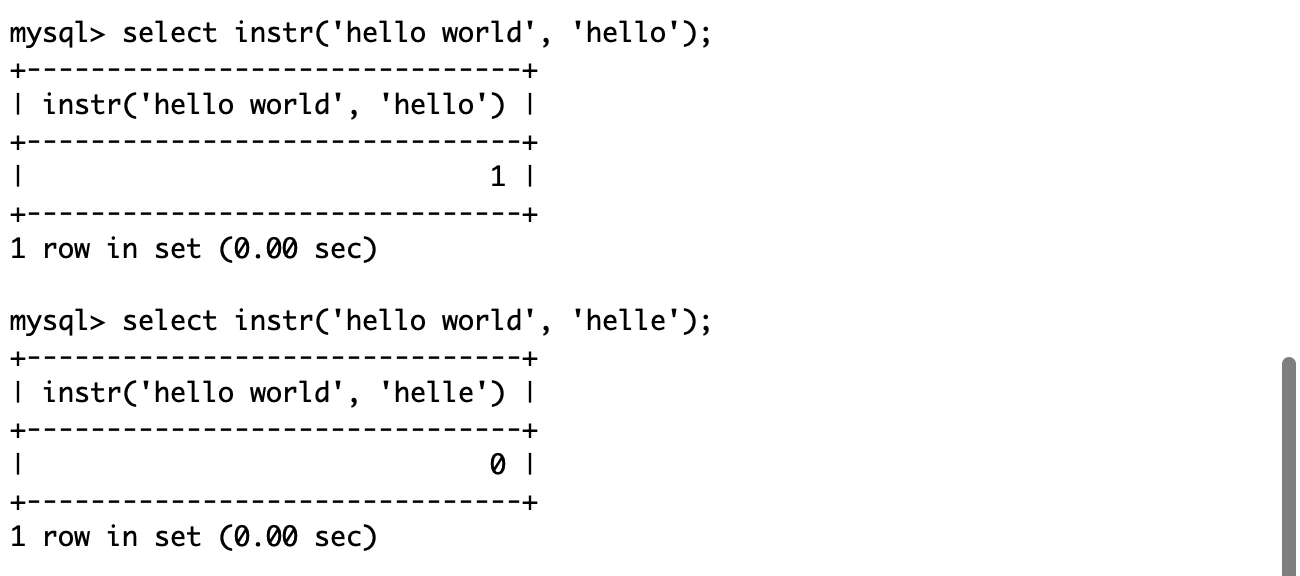 mysql> select instr('hello world', 'hello');
+-------------------------------+
| instr('hello world', 'hello') |
+-------------------------------+
|                             1 |
+-------------------------------+
1 row in set (0.00 sec)

mysql> select instr('hello world', 'helle');
+-------------------------------+
| instr('hello world', 'helle') |
+-------------------------------+
|                             0 |
+-------------------------------+
1 row in set (0.00 sec)